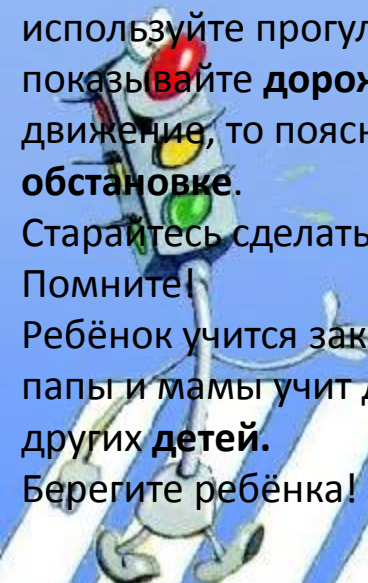 используйте прогул
показывайте дорож
движение, то поясн
обстановке.
Старайтесь сделать
Помните!
Ребёнок учится зак
папы и мамы учит д
других детей.
Берегите ребёнка!